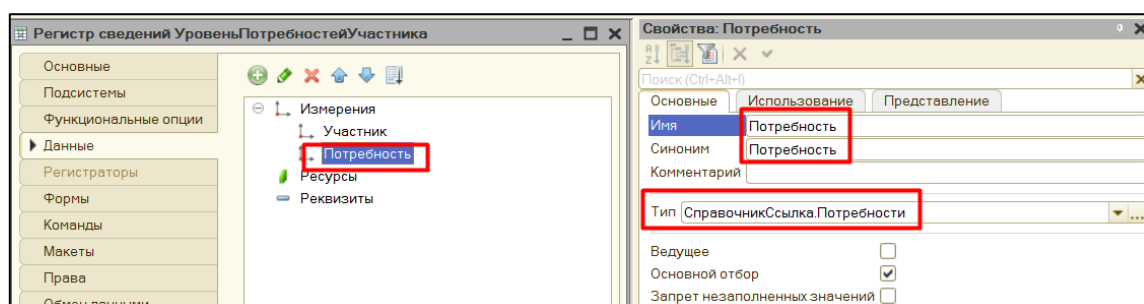 Регистр сведений УровеньПотребностейУчастника
Основные
Подсистемы
Функциональные опции
Данные
Регистраторы
Формы
Команды
Макеты
Права
Обмен данными
Измерения
Участник
Потребность
Ресурсы
Реквизиты
Свойства: Потребность
Поиск (Ctrl+Alt+I)
Основные Использование Представление
Имя Потребность
Синоним Потребность
Комментарий
Тип СправочникСсылка.Потребности
Ведущее
Основной отбор
Запрет незаполненных значений